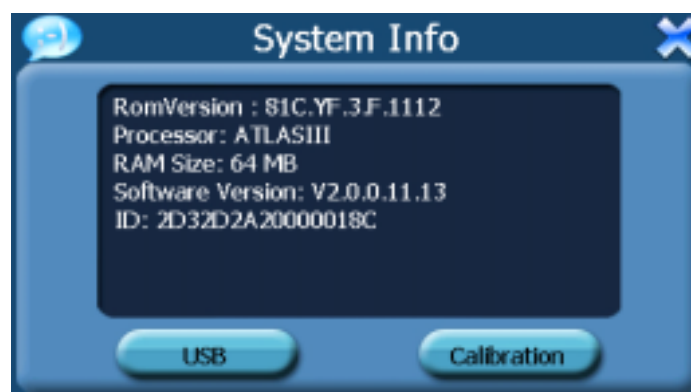 System Info
RomVersion : 81C.YF.3.F.1112
Processor: ATLASIII
RAM Size: 64 MB
Software Version: V2.0.0.11.13
ID: 2D32D2A20000018C
USB
Calibration